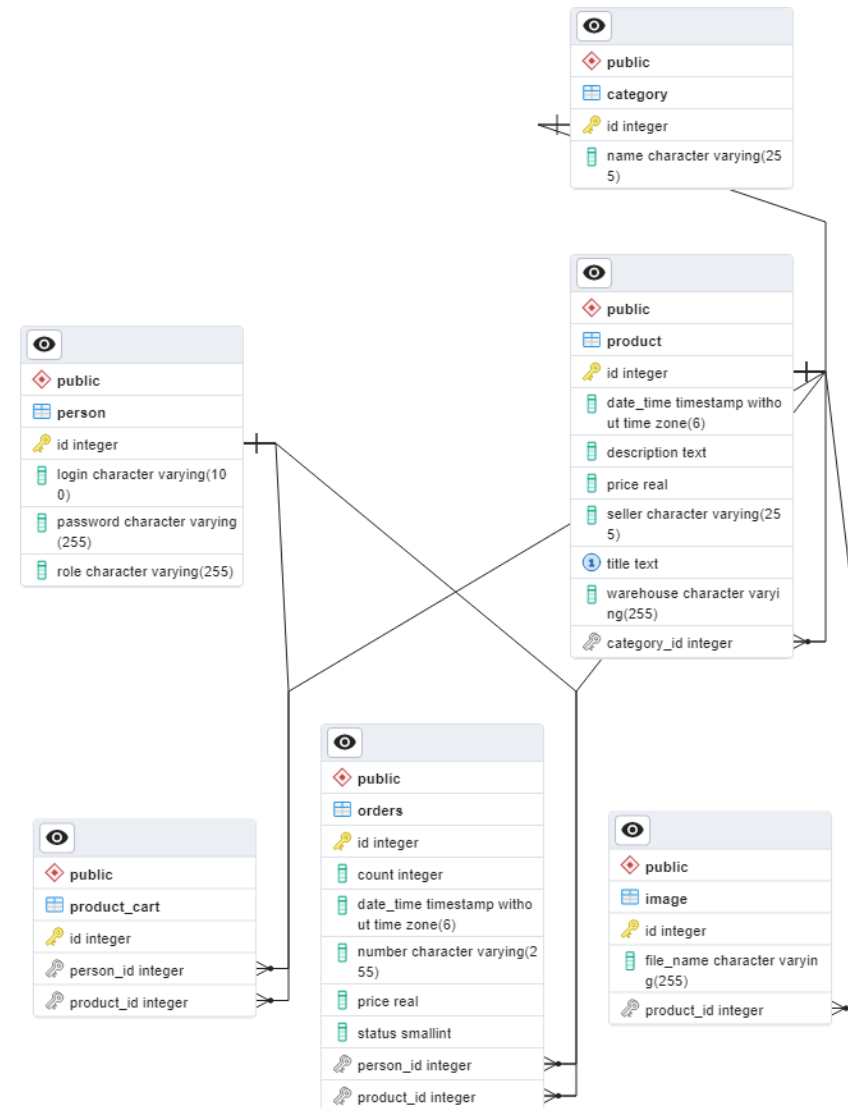 public
category
id integer
name character varying(25
5)
public
product
id integer
date_time timestamp witho
ut time zone(6)
description text
price real
seller character varying(25
5)
1 title text
warehouse character varyi
ng(255)
category_id integer
public
person
id integer
login character varying(10
0)
password character varying
(255)
role character varying(255)
public
orders
id integer
count integer
date_time timestamp witho
ut time zone(6)
number character varying(2
55)
price real
status smallint
person_id integer
product_id integer
public
product_cart
id integer
person_id integer
product_id integer
public
image
id integer
file_name character varyin
g(255)
product_id integer